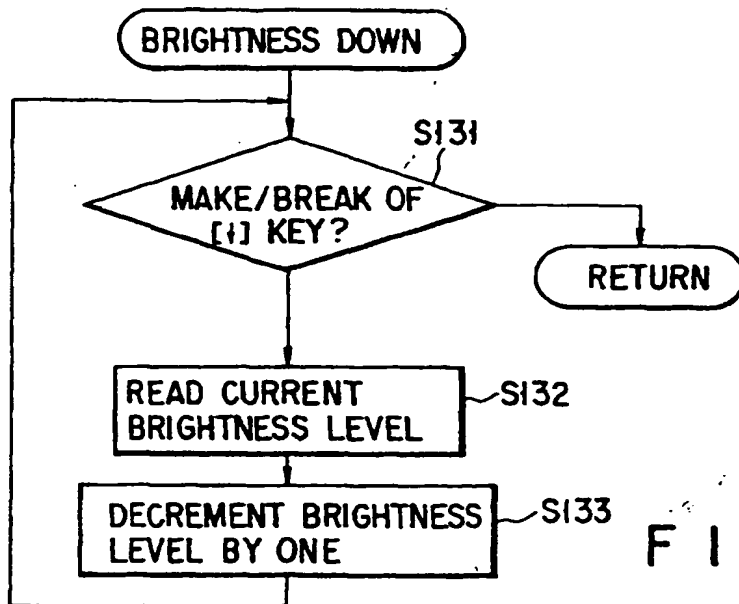 BRIGHTNESS DOWN
S131
MAKE/BREAK OF
[↓] KEY?
RETURN
READ CURRENT
BRIGHTNESS LEVEL
S132
DECREMENT BRIGHTNESS
LEVEL BY ONE
S133
F I